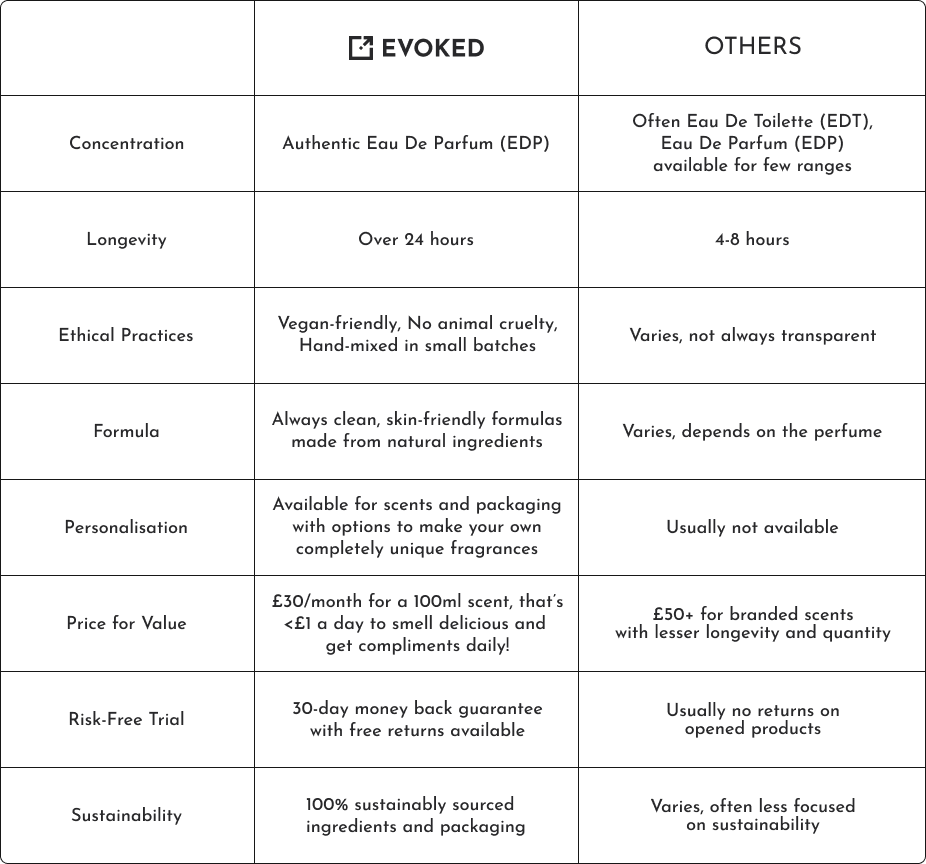 EVOKED
OTHERS
Concentration
Authentic Eau De Parfum (EDP)
Often Eau De Toilette (EDT),
Eau De Parfum (EDP)
available for few ranges
Longevity
Over 24 hours
4-8 hours
Ethical Practices
Vegan-friendly, No animal cruelty,
Hand-mixed in small batches
Varies, not always transparent
Formula
Always clean, skin-friendly formulas
made from natural ingredients
Varies, depends on the perfume
Personalisation
Available for scents and packaging
with options to make your own
completely unique fragrances
Usually not available
Price for Value
£30/month for a 100ml scent, that's
<£1 a day to smell delicious and
get compliments daily!
£50+ for branded scents
with lesser longevity and quantity
Risk-Free Trial
30-day money back guarantee
with free returns available
Usually no returns on
opened products
Sustainability
100% sustainably sourced
ingredients and packaging
Varies, often less focused
on sustainability